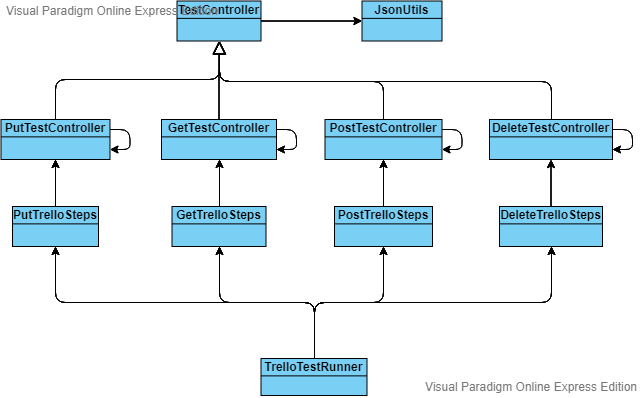 Visual Paradigm Online Express Edition
TestController
JsonUtils
PutTestController
GetTestController
PostTestController
DeleteTestController
PutTrelloSteps
GetTrelloSteps
PostTrelloSteps
DeleteTrelloSteps
TrelloTestRunner
Visual Paradigm Online Express Edition